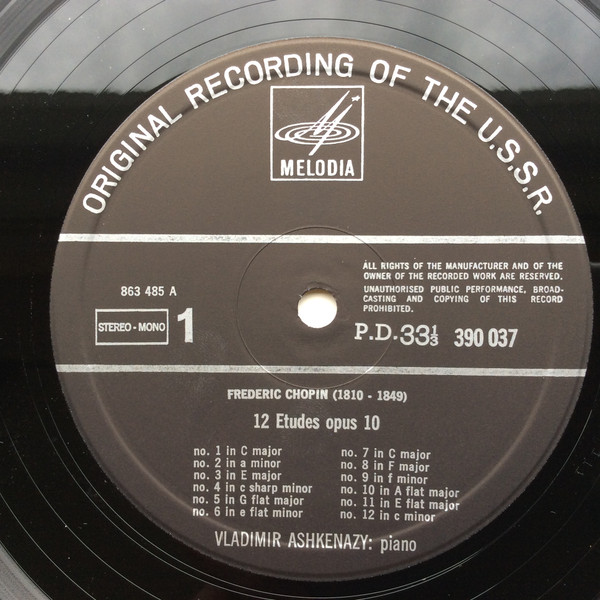 ORIGINAL RECORDING OF THE U.S.S.R.
MELODIA
ALL RIGHTS OF THE MANUFACTURER AND OF THE
OWNER OF THE RECORDED WORK ARE RESERVED.
UNAUTHORISED PUBLIC PERFORMANCE, BROAD-
CASTING AND COPYING OF THIS RECORD
PROHIBITED.
863 485 A
STEREO - MONO 1
P.D. 33⅓ 390 037
FREDERIC CHOPIN (1810 - 1849)
12 Etudes opus 10
no. 1 in C major
no. 2 in a minor
no. 3 in E major
no. 4 in c sharp minor
no. 5 in G flat major
no. 6 in e flat minor
no. 7 in C major
no. 8 in F major
no. 9 in f minor
no. 10 in A flat major
no. 11 in E flat major
no. 12 in c minor
VLADIMIR ASHKENAZY: piano